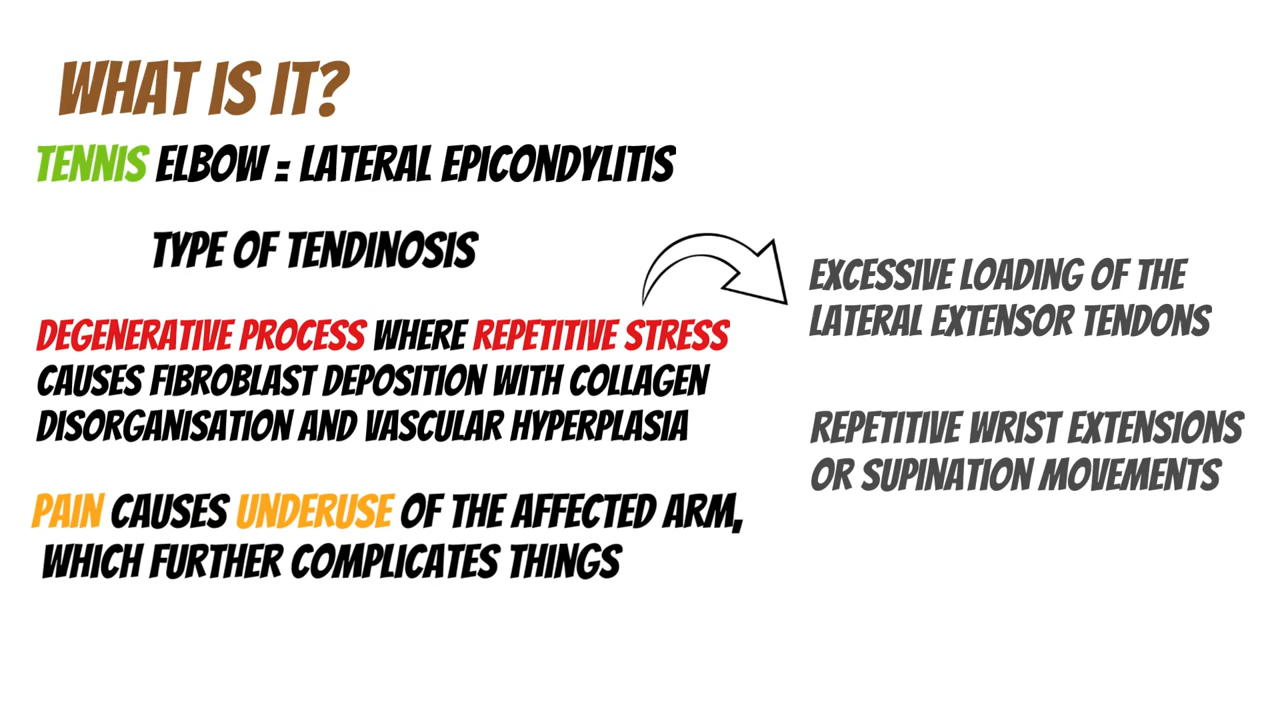 WHAT IS IT?
TENNIS ELBOW = LATERAL EPICONDYLITIS
TYPE OF TENDINOSIS
DEGENERATIVE PROCESS WHERE REPETITIVE STRESS
CAUSES FIBROBLAST DEPOSITION WITH COLLAGEN
DISORGANISATION AND VASCULAR HYPERPLASIA
PAIN CAUSES UNDERUSE OF THE AFFECTED ARM,
WHICH FURTHER COMPLICATES THINGS
EXCESSIVE LOADING OF THE
LATERAL EXTENSOR TENDONS
REPETITIVE WRIST EXTENSIONS
OR SUPINATION MOVEMENTS